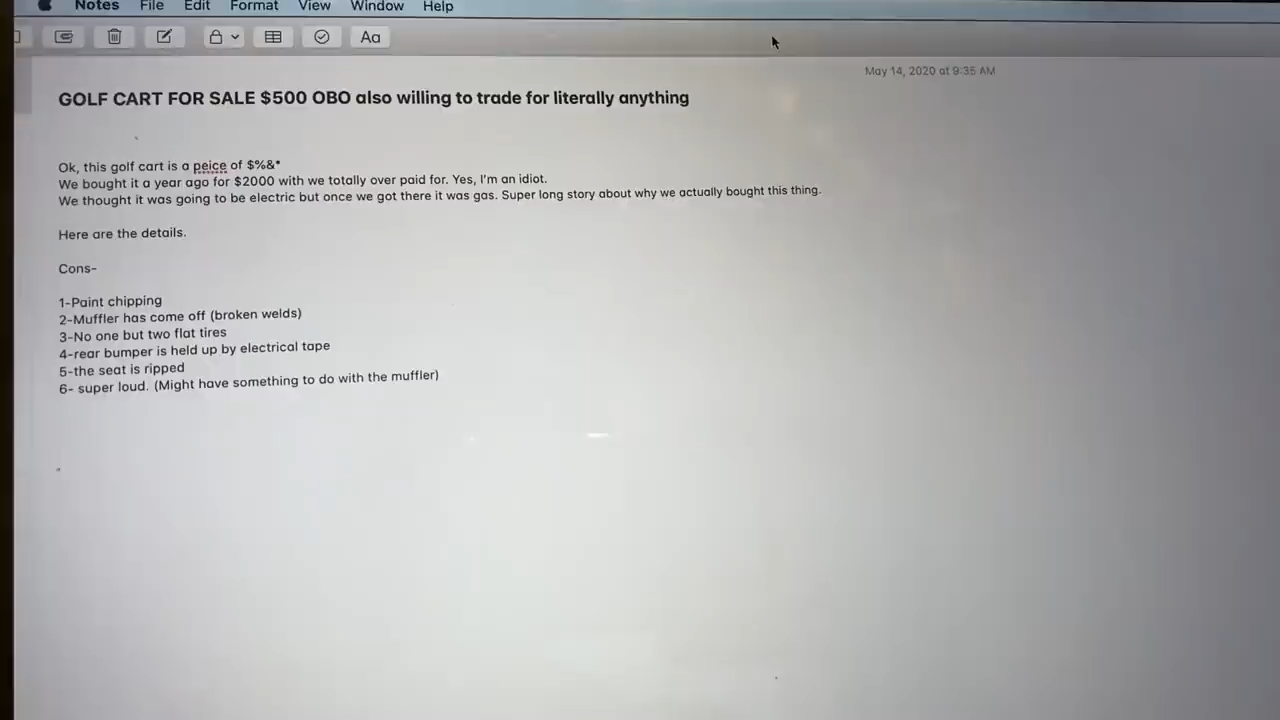 Notes File Edit Format View Window Help
Aa
May 14, 2020 at 9:35 AM
GOLF CART FOR SALE $500 OBO also willing to trade for literally anything
Ok, this golf cart is a peice of $%&*
We bought it a year ago for $2000 with we totally over paid for. Yes, I'm an idiot.
We thought it was going to be electric but once we got there it was gas. Super long story about why we actually bought this thing.
Here are the details.
Cons-
1-Paint chipping
2-Muffler has come off (broken welds)
3-No one but two flat tires
4-rear bumper is held up by electrical tape
5-the seat is ripped
6- super loud. (Might have something to do with the muffler)